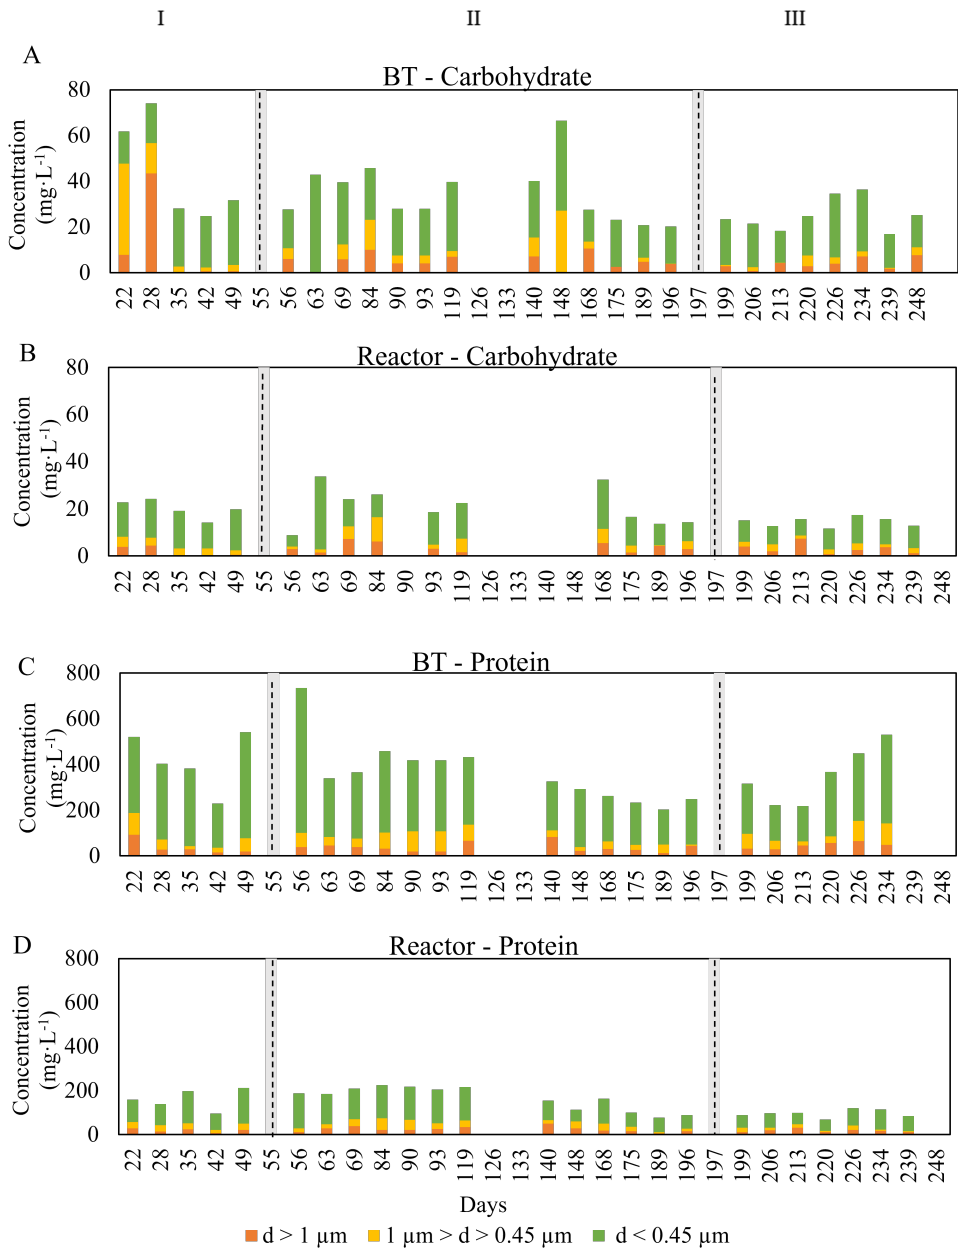 I II III
A
BT - Carbohydrate
Concentration
(mg·L-1)
80
60
40
20
0
22 28 35 42 49 55 56 63 69 84 90 93 119 126 133 140 148 168 175 189 196 197 199 206 213 220 226 234 239 248
B
Reactor - Carbohydrate
Concentration
(mg·L-1)
80
60
40
20
0
22 28 35 42 49 55 56 63 69 84 90 93 119 126 133 140 148 168 175 189 196 197 199 206 213 220 226 234 239 248
C
BT - Protein
Concentration
(mg·L-1)
800
600
400
200
0
22 28 35 42 49 55 56 63 69 84 90 93 119 126 133 140 148 168 175 189 196 197 199 206 213 220 226 234 239 248
D
Reactor - Protein
Concentration
(mg·L-1)
800
600
400
200
0
22 28 35 42 49 55 56 63 69 84 90 93 119 126 133 140 148 168 175 189 196 197 199 206 213 220 226 234 239 248
Days
d > 1 µm 1 µm > d > 0.45 µm d < 0.45 µm